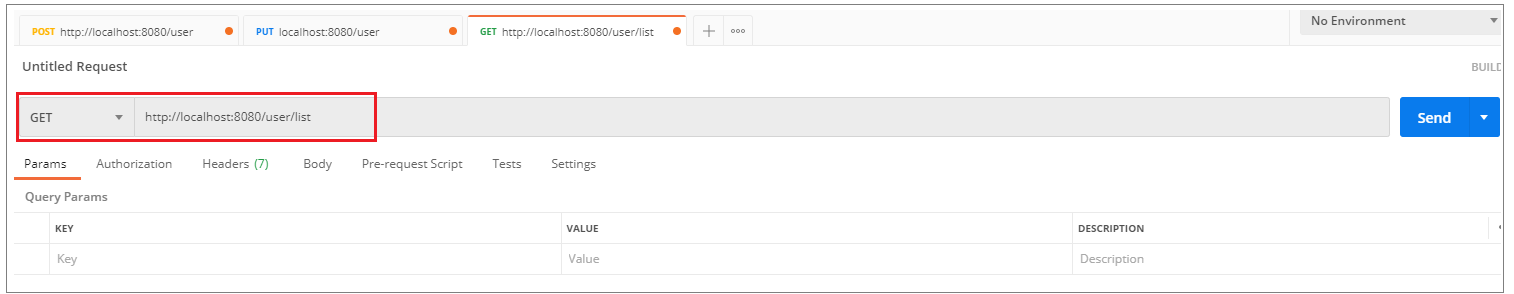 POST http://localhost:8080/user PUT localhost:8080/user GET http://localhost:8080/user/list No Environment
Untitled Request BUILD
GET http://localhost:8080/user/list Send
Params Authorization Headers (7) Body Pre-request Script Tests Settings
Query Params
KEY VALUE DESCRIPTION
Key Value Description